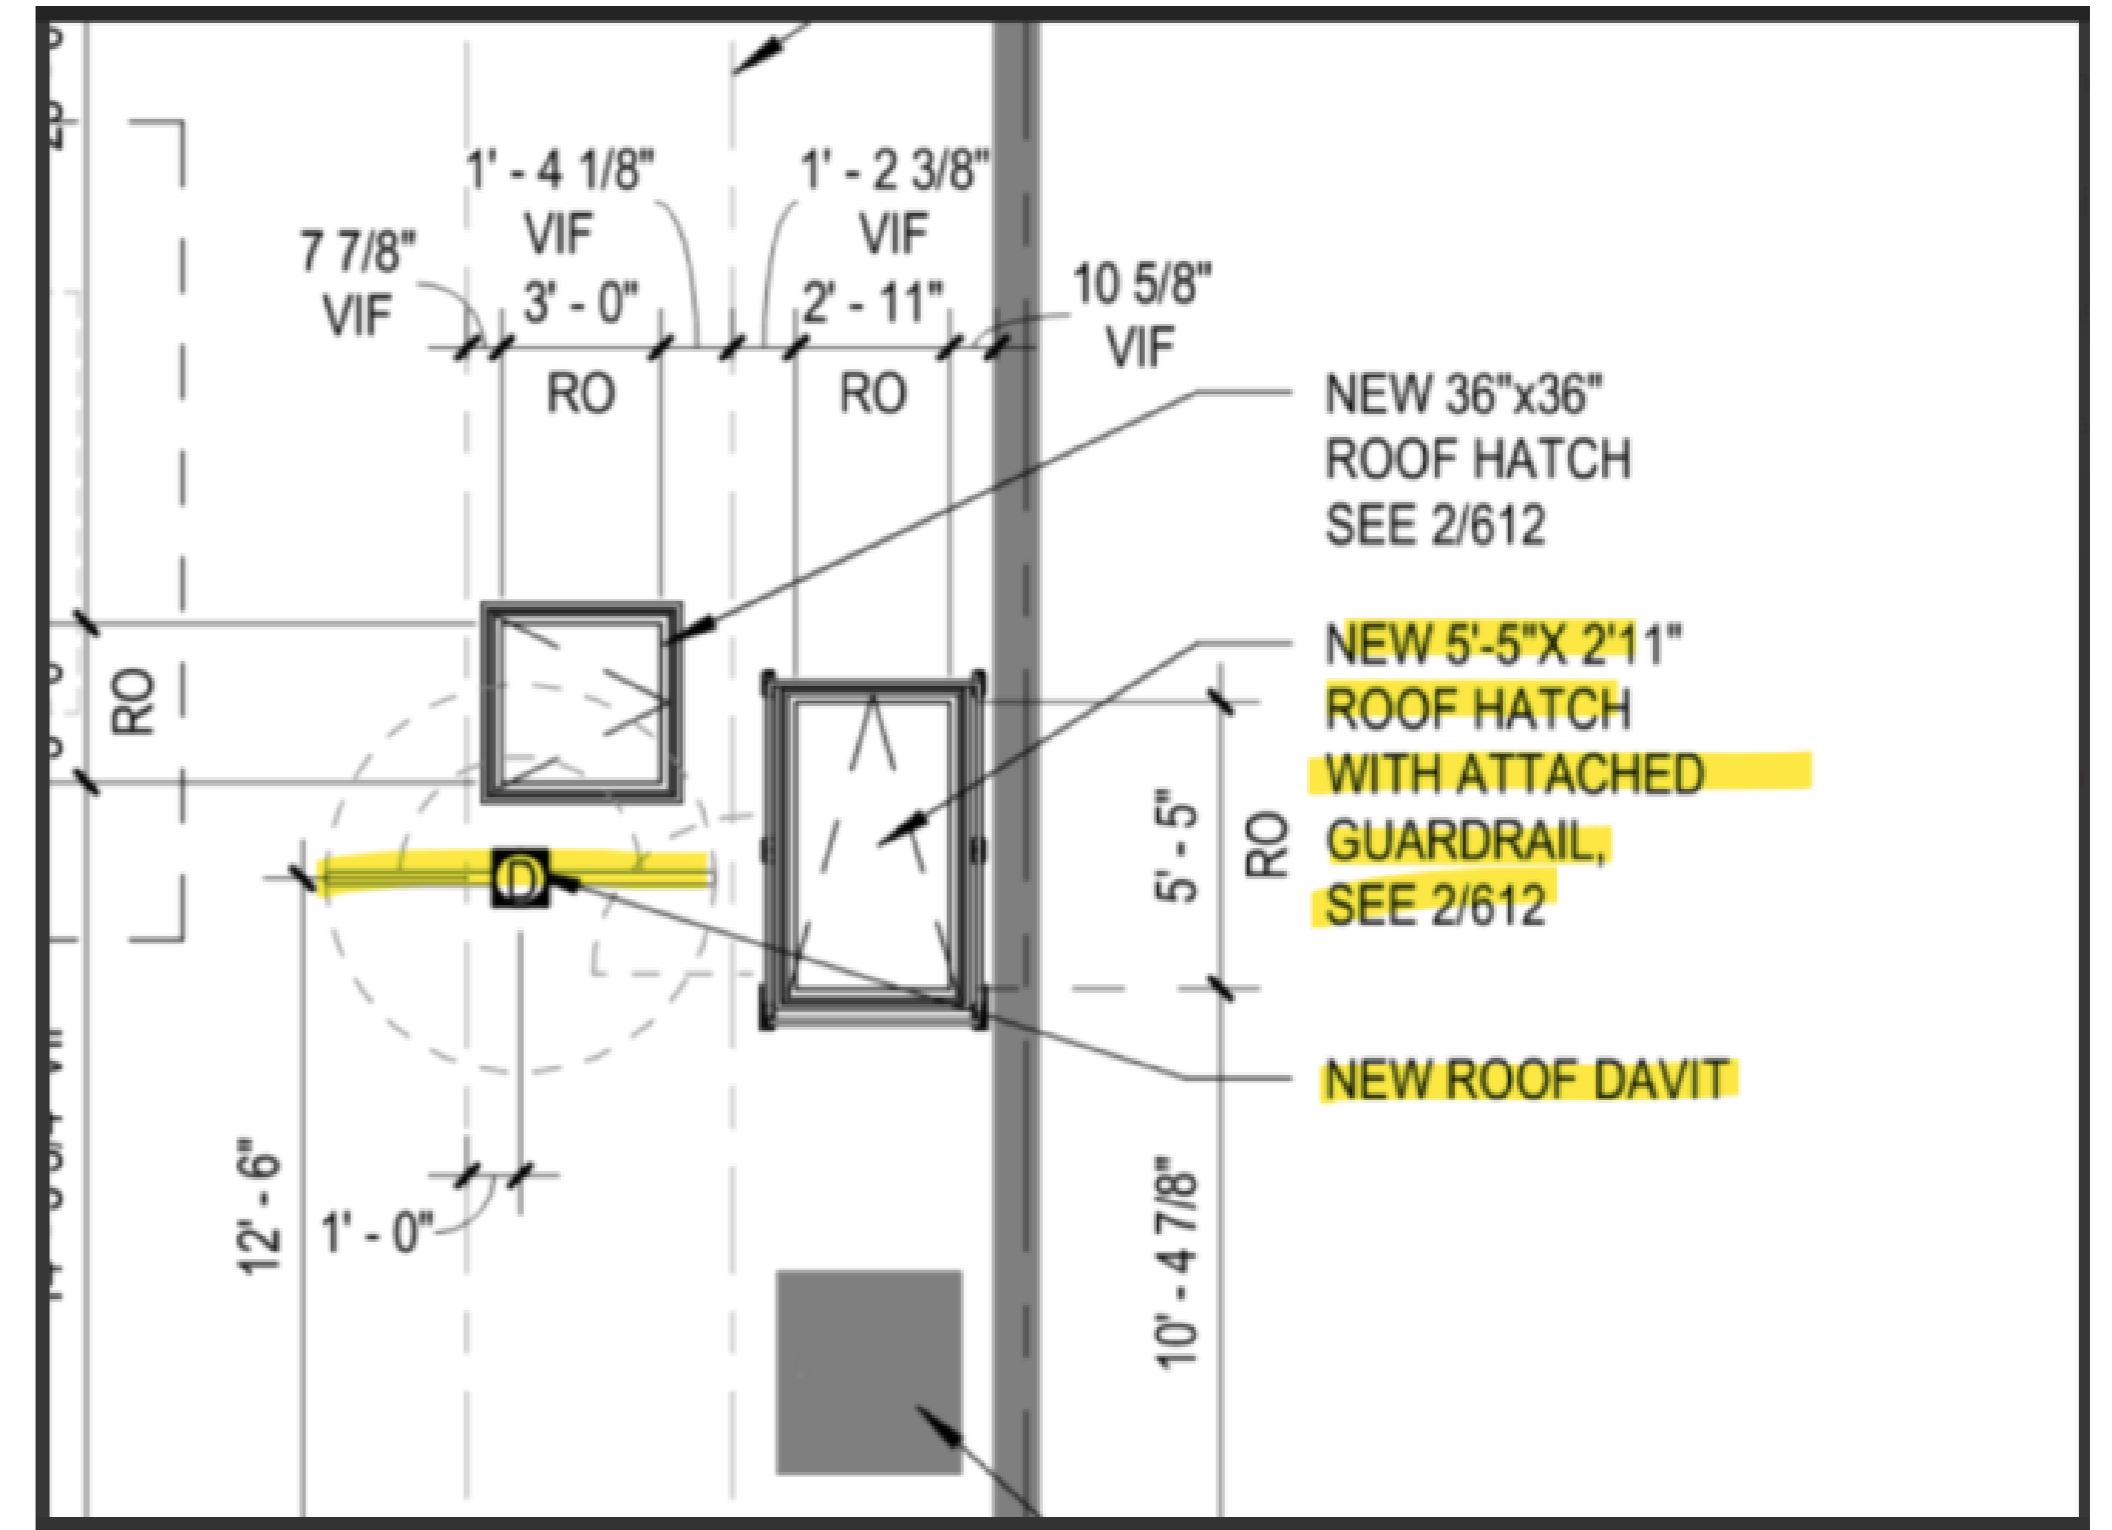 1' - 4 1/8"
VIF
1' - 2 3/8"
VIF
7 7/8"
VIF
3' - 0"
2' - 11"
10 5/8"
VIF
RO
RO
NEW 36"x36"
ROOF HATCH
SEE 2/612
NEW 5'-5"X 2'11"
ROOF HATCH
WITH ATTACHED
GUARDRAIL,
SEE 2/612
RO
5' - 5"
RO
D
NEW ROOF DAVIT
12' - 6"
1' - 0"
10' - 4 7/8"